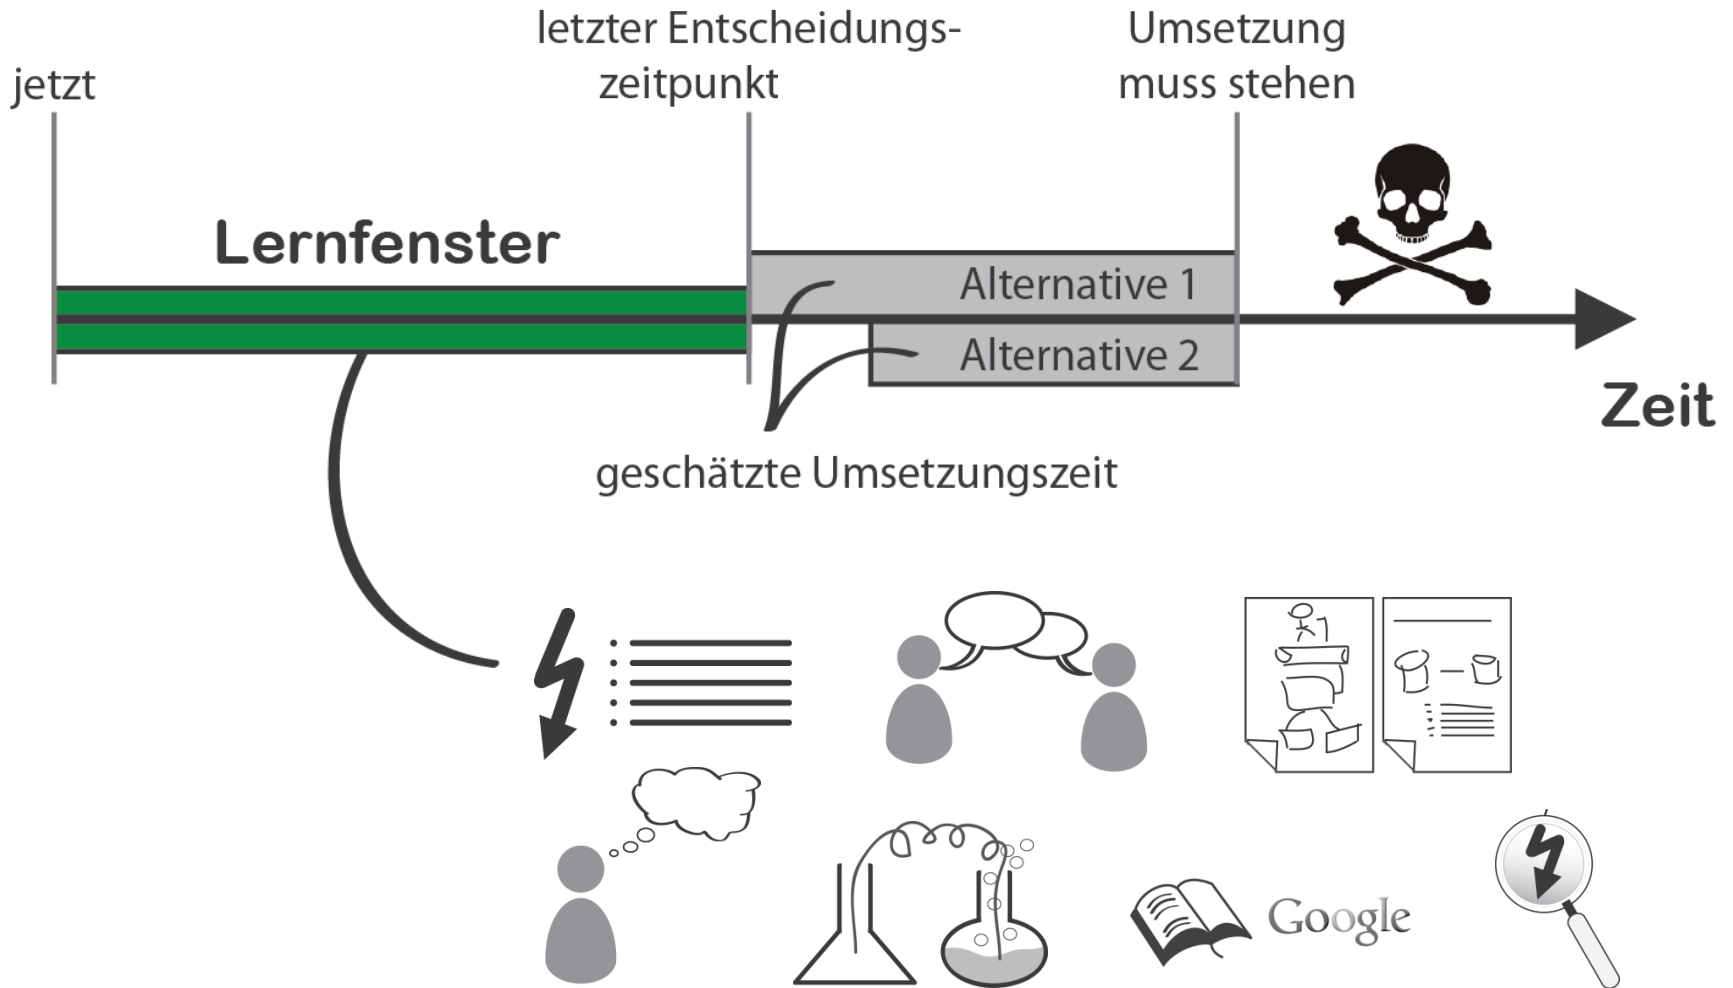 jetzt
letzter Entscheidungs-
zeitpunkt
Umsetzung
muss stehen
Lernfenster
Alternative 1
Alternative 2
Zeit
geschätzte Umsetzungszeit
Google